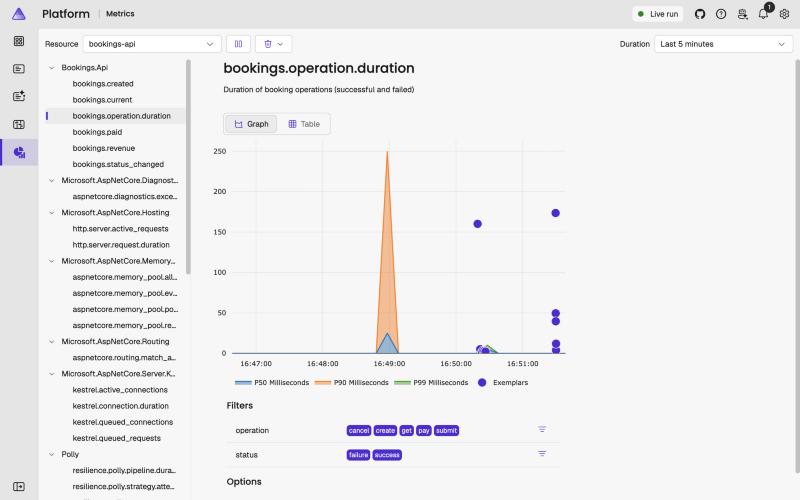 Platform
Metrics
Live run
1
Resource
bookings-api
Duration
Last 5 minutes
Bookings.Api
bookings.created
bookings.current
bookings.operation.duration
bookings.paid
bookings.revenue
bookings.status_changed
Microsoft.AspNetCore.Diagnost...
aspnetcore.diagnostics.exce...
Microsoft.AspNetCore.Hosting
http.server.active_requests
http.server.request.duration
Microsoft.AspNetCore.Memory...
aspnetcore.memory_pool.all...
aspnetcore.memory_pool.ev...
aspnetcore.memory_pool.po...
aspnetcore.memory_pool.re...
Microsoft.AspNetCore.Routing
aspnetcore.routing.match_a...
Microsoft.AspNetCore.Server.K...
kestrel.active_connections
kestrel.connection.duration
kestrel.queued_connections
kestrel.queued_requests
Polly
resilience.polly.pipeline.dura...
resilience.polly.strategy.atte...
bookings.operation.duration
Duration of booking operations (successful and failed)
Graph
Table
250
200
150
100
50
0
16:47:00 16:48:00 16:49:00 16:50:00 16:51:00
P50 Milliseconds P90 Milliseconds P99 Milliseconds Exemplars
Filters
operation cancel create get pay submit
status failure success
Options